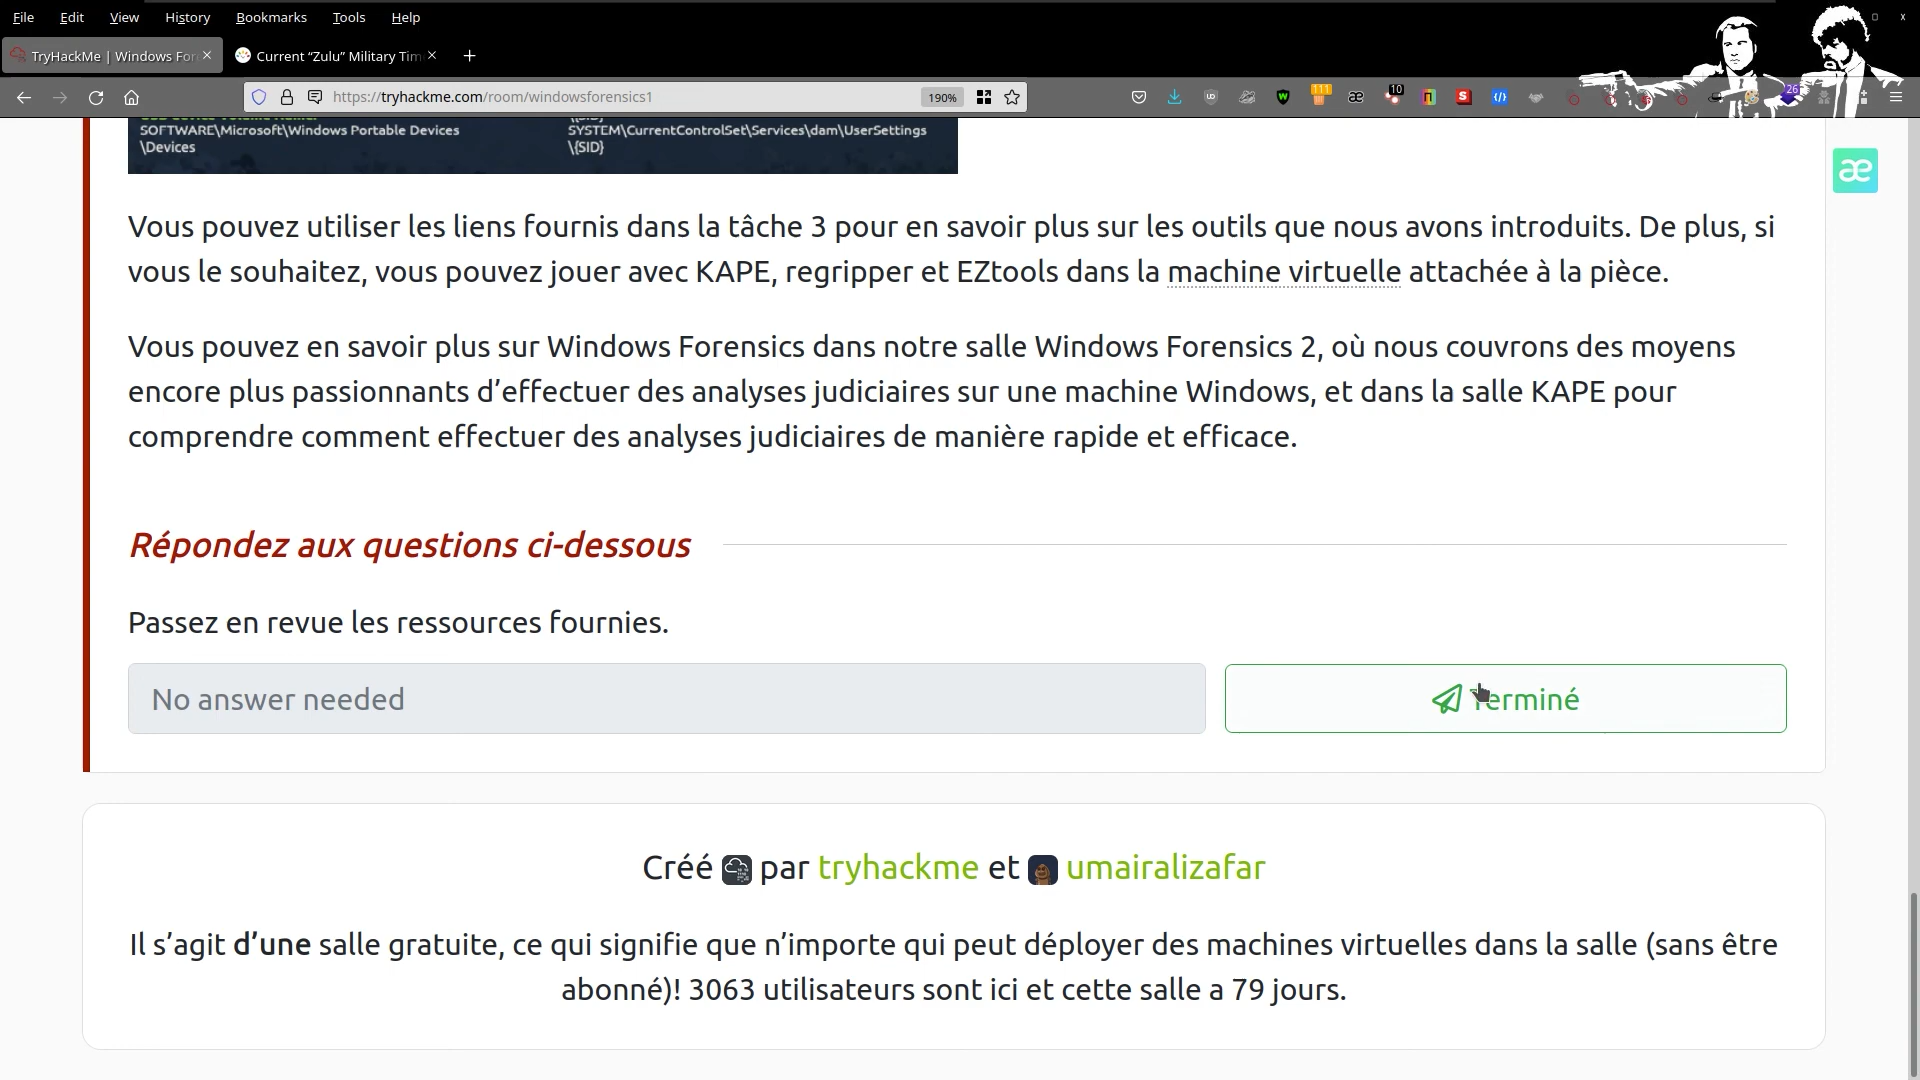 File Edit View History Bookmarks Tools Help
TryHackMe | Windows For
Current “Zulu” Military Tim
https://tryhackme.com/room/windowsforensics1
190%
111
æ
10
S
26
SOFTWARE\Microsoft\Windows Portable Devices
\Devices
SYSTEM\CurrentControlSet\Services\dam\UserSettings
\{SID}
æ
Vous pouvez utiliser les liens fournis dans la tâche 3 pour en savoir plus sur les outils que nous avons introduits. De plus, si
vous le souhaitez, vous pouvez jouer avec KAPE, regripper et EZtools dans la machine virtuelle attachée à la pièce.
Vous pouvez en savoir plus sur Windows Forensics dans notre salle Windows Forensics 2, où nous couvrons des moyens
encore plus passionnants d’effectuer des analyses judiciaires sur une machine Windows, et dans la salle KAPE pour
comprendre comment effectuer des analyses judiciaires de manière rapide et efficace.
Répondez aux questions ci-dessous
Passez en revue les ressources fournies.
No answer needed
Terminé
Créé par tryhackme et umairalizafar
Il s’agit d’une salle gratuite, ce qui signifie que n’importe qui peut déployer des machines virtuelles dans la salle (sans être
abonné)! 3063 utilisateurs sont ici et cette salle a 79 jours.